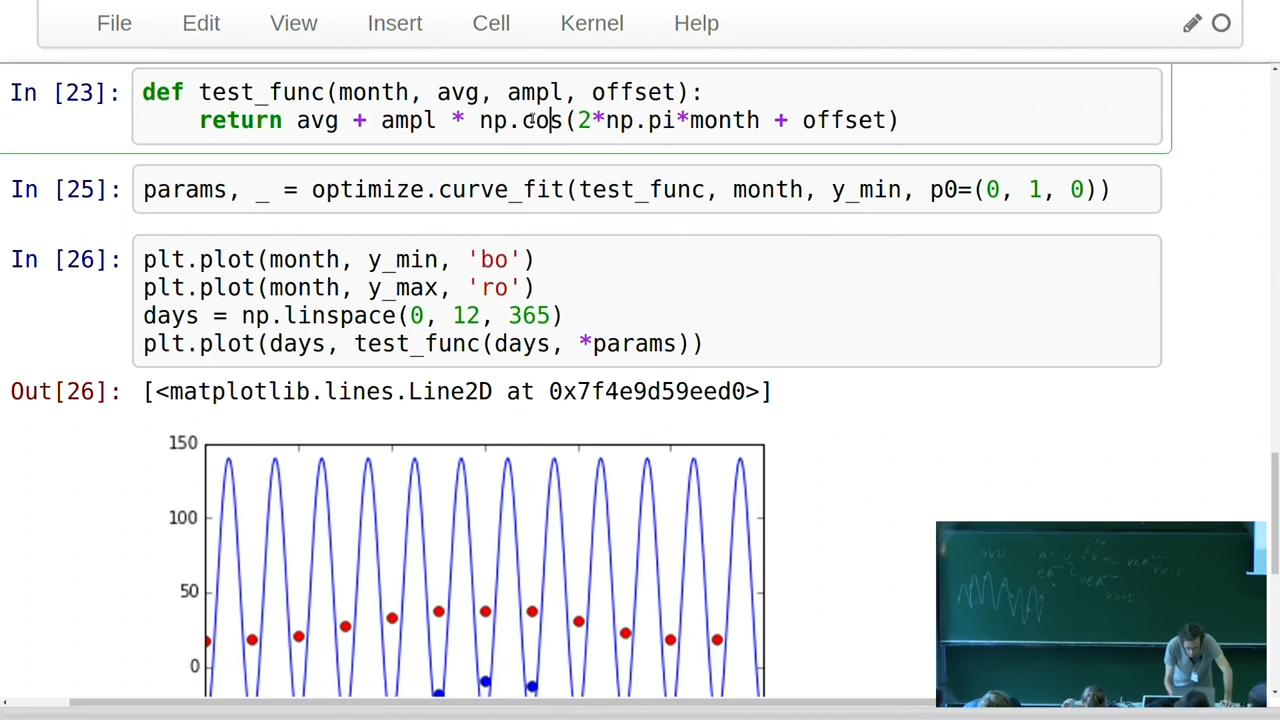 File Edit View Insert Cell Kernel Help
In [23]: def test_func(month, avg, ampl, offset):
return avg + ampl * np.cos(2*np.pi*month + offset)
In [25]: params, _ = optimize.curve_fit(test_func, month, y_min, p0=(0, 1, 0))
In [26]: plt.plot(month, y_min, 'bo')
plt.plot(month, y_max, 'ro')
days = np.linspace(0, 12, 365)
plt.plot(days, test_func(days, *params))
Out[26]: [<matplotlib.lines.Line2D at 0x7f4e9d59eed0>]
150
100
50
0
SVD